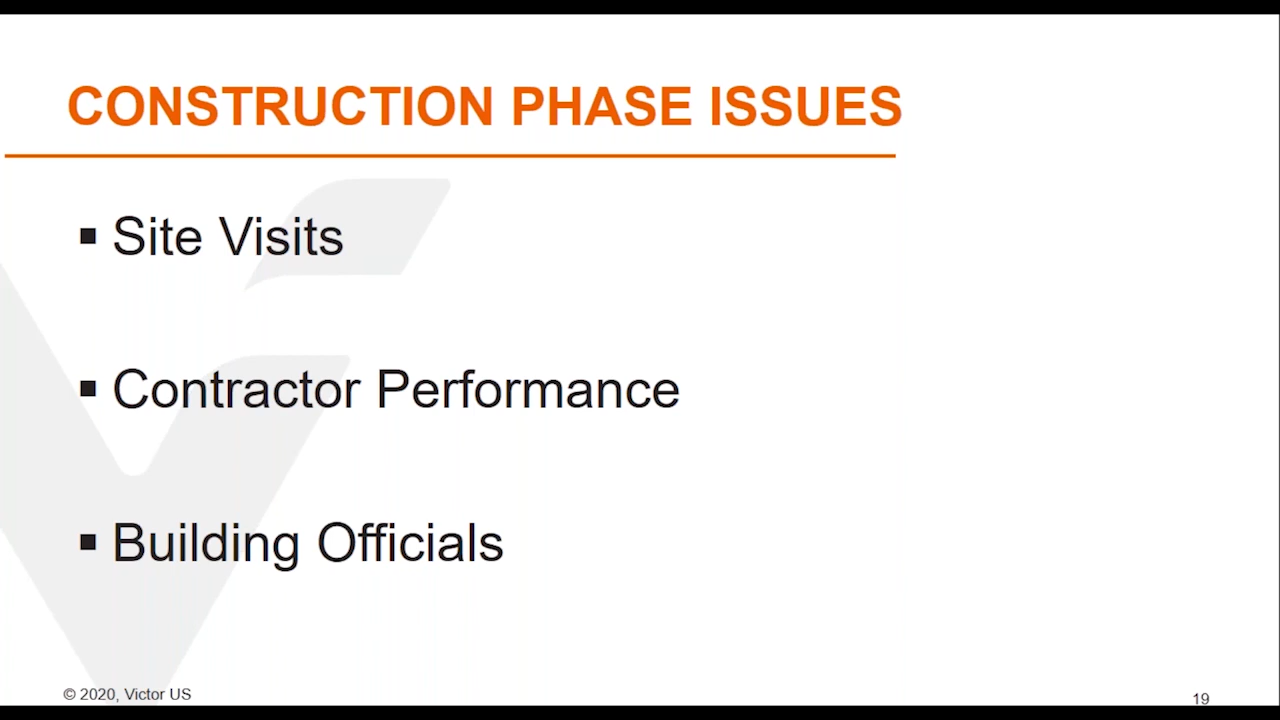 CONSTRUCTION PHASE ISSUES
▪ Site Visits
▪ Contractor Performance
▪ Building Officials
© 2020, Victor US
19